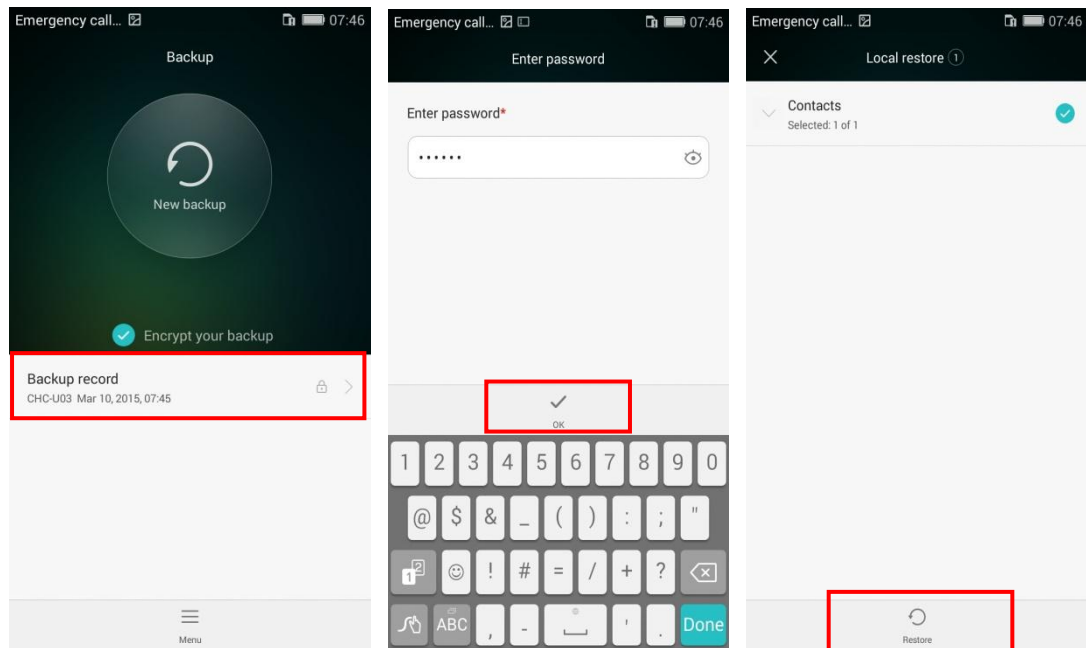 Emergency call... 07:46
Backup
New backup
Encrypt your backup
Backup record
CHC-U03 Mar 10, 2015, 07:45
Menu
Emergency call... 07:46
Enter password
Enter password*
••••••
OK
1 2 3 4 5 6 7 8 9 0
@ $ & _ ( ) : ; "
1 2 ! # = / + ?
ABC , - ' . Done
Emergency call... 07:46
Local restore 1
Contacts
Selected: 1 of 1
Restore